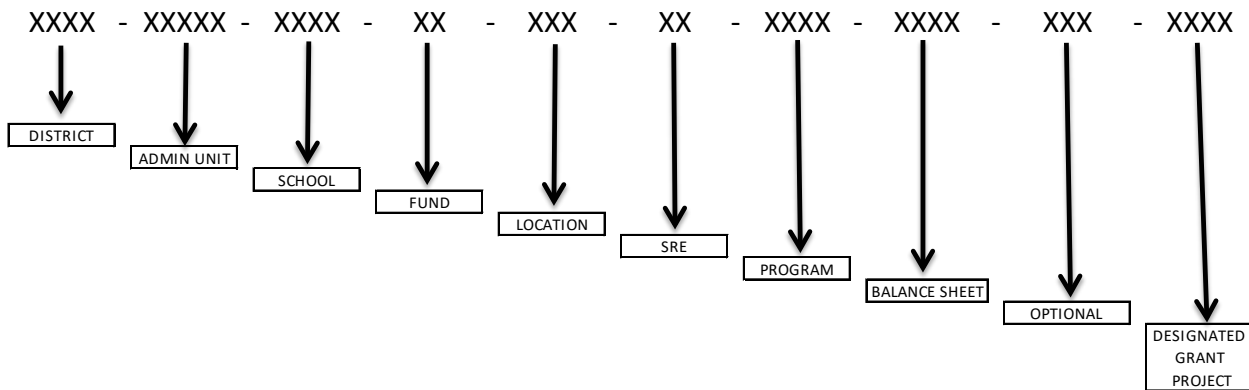 XXXX - XXXXX - XXXX - XX - XXX - XX - XXXX - XXXX - XXX - XXXX
DISTRICT
ADMIN UNIT
SCHOOL
FUND
LOCATION
SRE
PROGRAM
BALANCE SHEET
OPTIONAL
DESIGNATED
GRANT
PROJECT